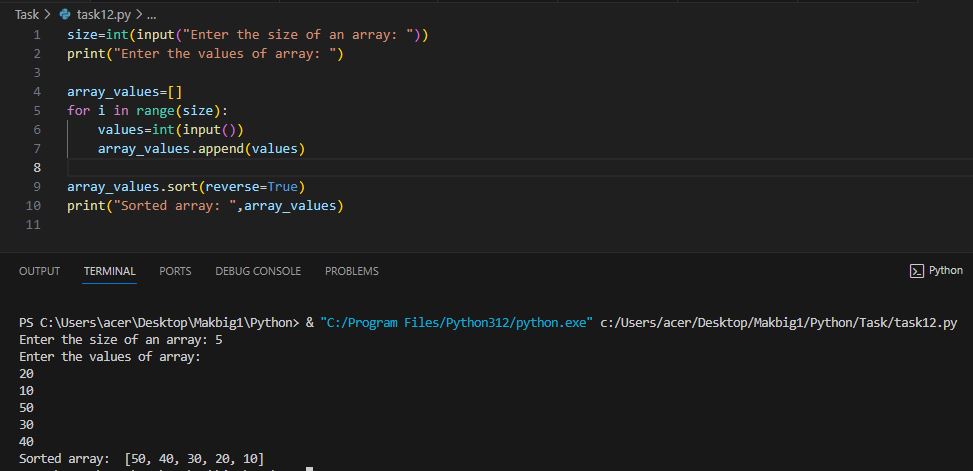 Task > task12.py > ...
1 size=int(input("Enter the size of an array: "))
2 print("Enter the values of array: ")
3
4 array_values=[]
5 for i in range(size):
6     values=int(input())
7     array_values.append(values)
8
9 array_values.sort(reverse=True)
10 print("Sorted array: ",array_values)
11
OUTPUT TERMINAL PORTS DEBUG CONSOLE PROBLEMS Python
PS C:\Users\acer\Desktop\Makbig1\Python> & "C:/Program Files/Python312/python.exe" c:/Users/acer/Desktop/Makbig1/Python/Task/task12.py
Enter the size of an array: 5
Enter the values of array:
20
10
50
30
40
Sorted array:  [50, 40, 30, 20, 10]